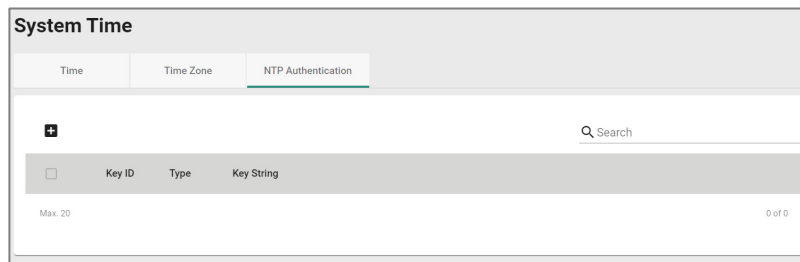 System Time
Time Time Zone NTP Authentication
Search
Key ID Type Key String
Max. 20 0 of 0